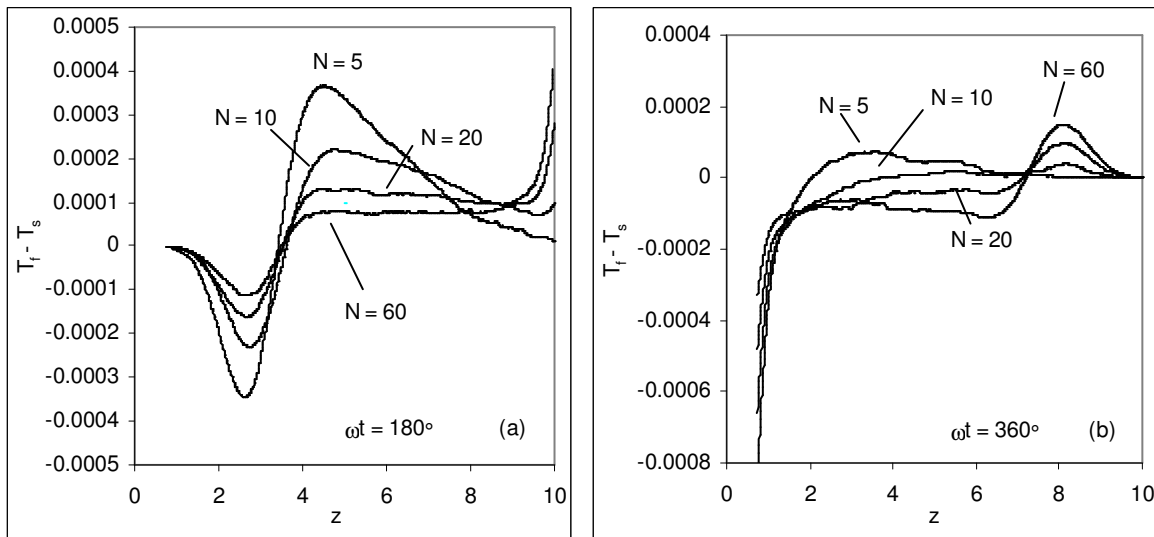 0.0005
0.0004
0.0003
0.0002
0.0001
0
-0.0001
-0.0002
-0.0003
-0.0004
-0.0005
T_f - T_s
N = 5
N = 10
N = 20
N = 60
ωt = 180°
(a)
0 2 4 6 8 10
z
0.0004
0.0002
0
-0.0002
-0.0004
-0.0006
-0.0008
T_f - T_s
N = 60
N = 5
N = 10
N = 20
ωt = 360°
(b)
0 2 4 6 8 10
z